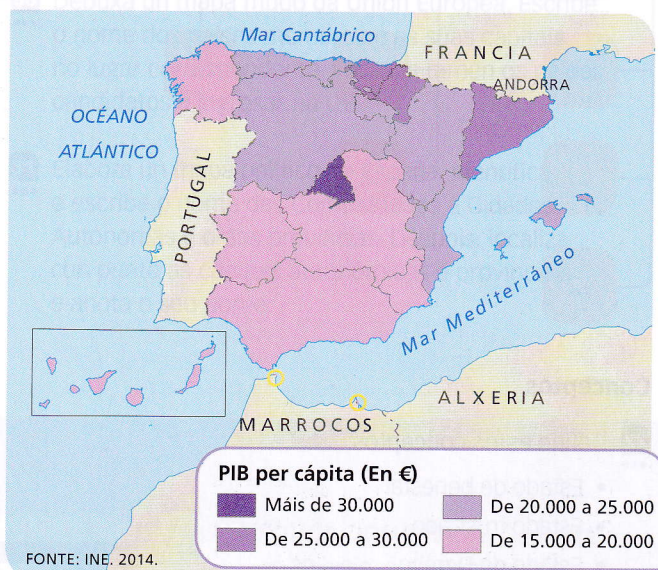 Mar Cantábrico
FRANCIA
ANDORRA
OCÉANO
ATLÁNTICO
PORTUGAL
Mar Mediterráneo
ALXERIA
MARROCOS
PIB per cápita (En €)
Máis de 30.000
De 20.000 a 25.000
De 25.000 a 30.000
De 15.000 a 20.000
FONTE: INE. 2014.